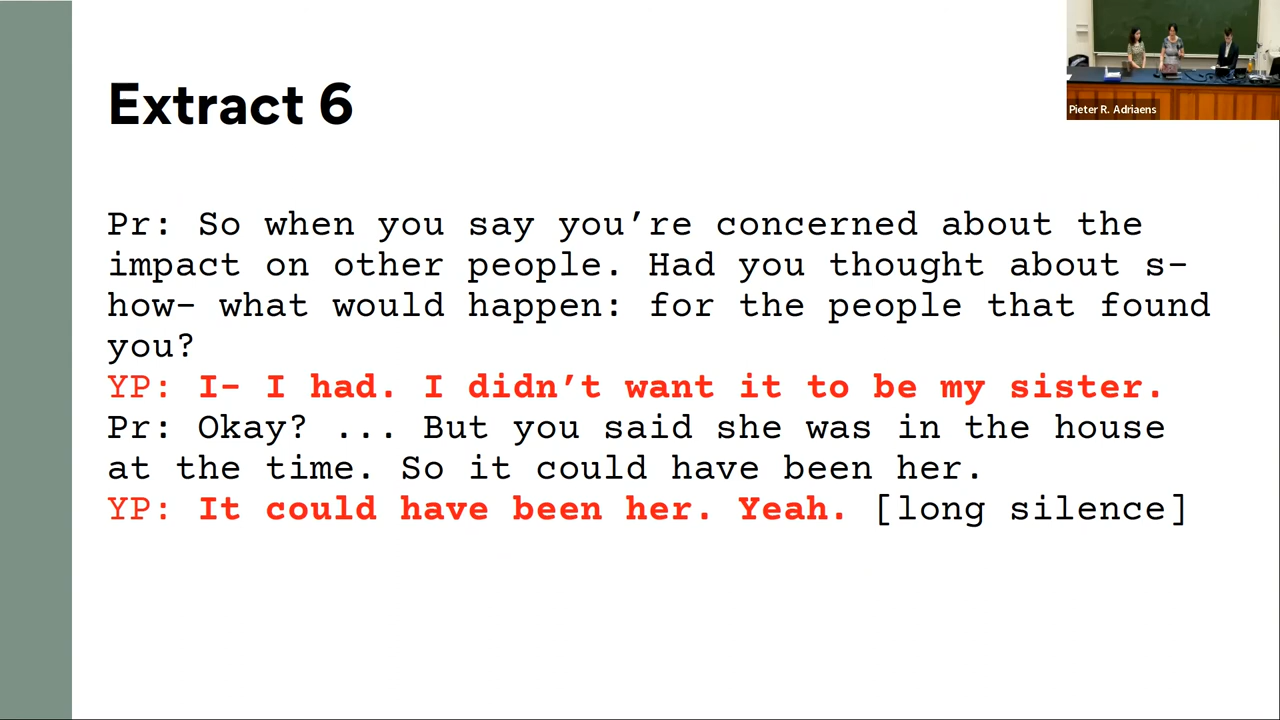 Extract 6
Pieter R. Adriaens
Pr: So when you say you’re concerned about the
impact on other people. Had you thought about s-
how- what would happen: for the people that found
you?
YP: I- I had. I didn’t want it to be my sister.
Pr: Okay? ... But you said she was in the house
at the time. So it could have been her.
YP: It could have been her. Yeah. [long silence]